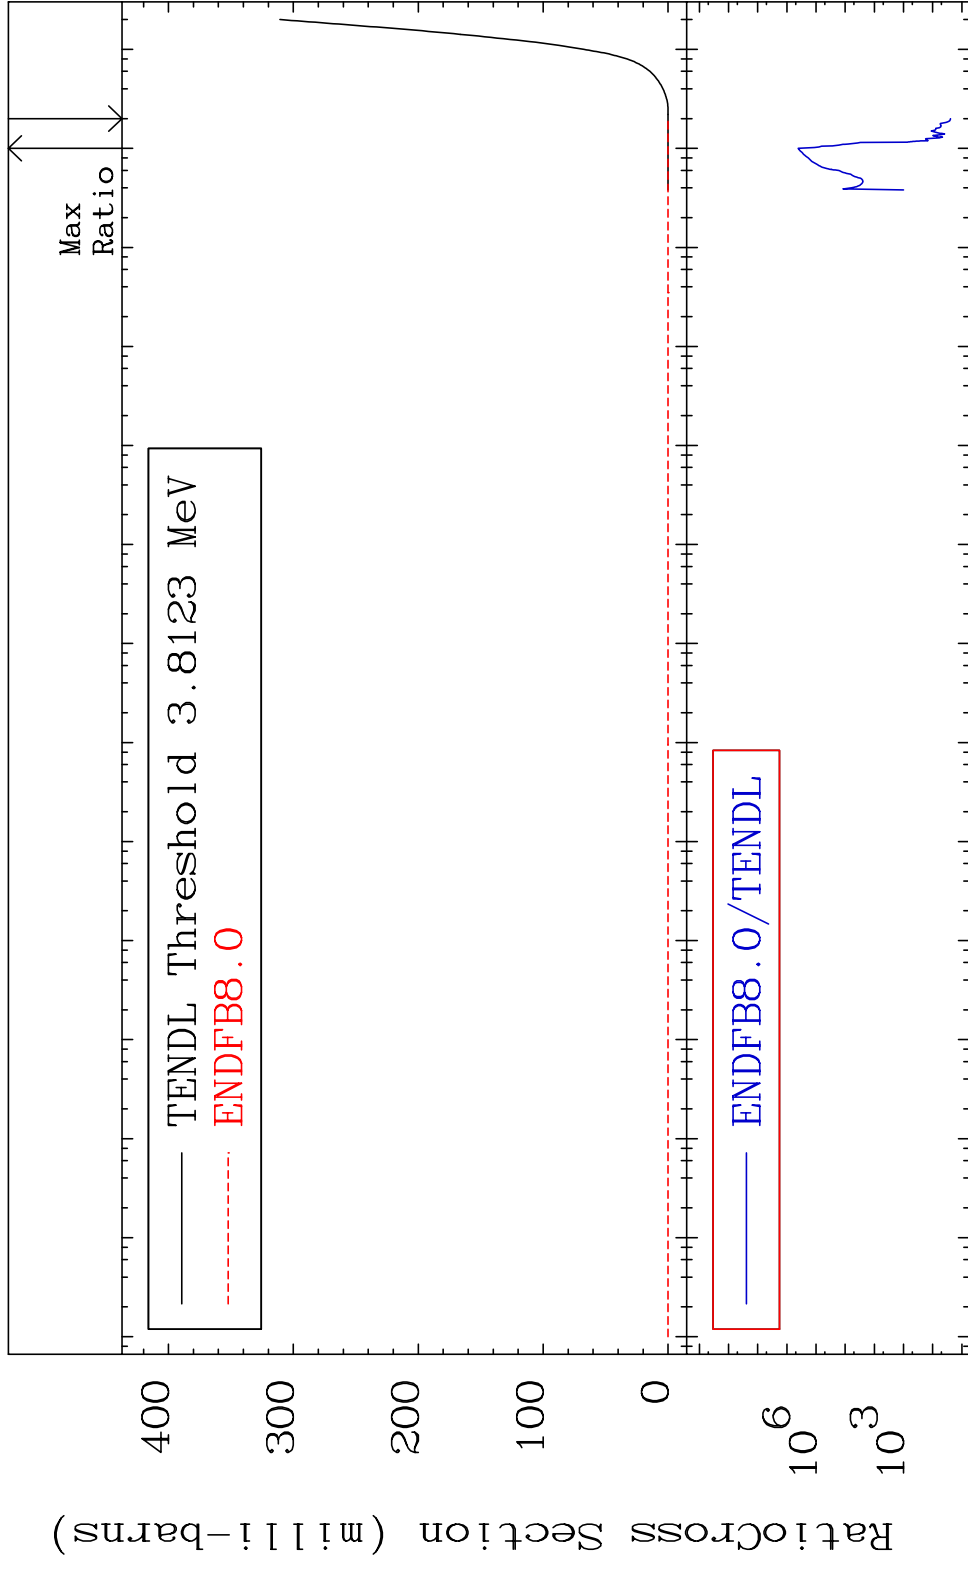 Max
Ratio
TENDL Threshold 3.8123 MeV
ENDFB8.0
400
300
200
100
0
Cross Section (milli-barns)
ENDFB8.0/TENDL
10^6
10^3
Ratio